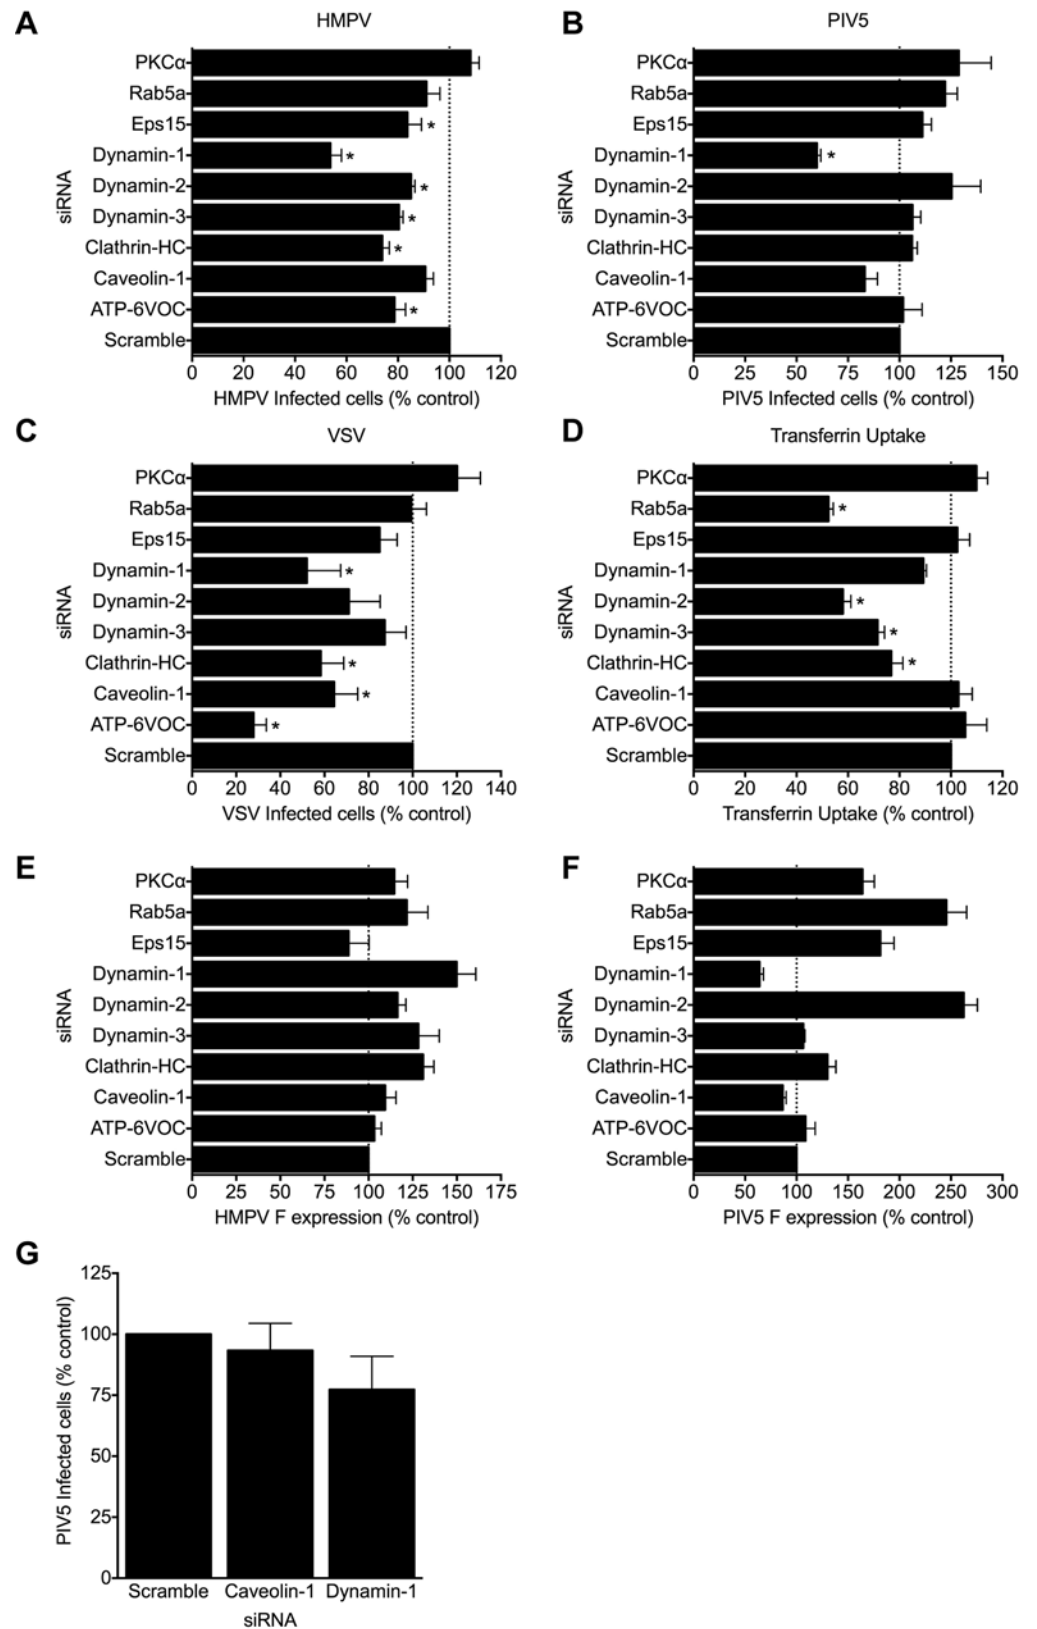 A
HMPV
siRNA
PKCα
Rab5a
Eps15
*
Dynamin-1
*
Dynamin-2
*
Dynamin-3
*
Clathrin-HC
*
Caveolin-1
ATP-6VOC
*
Scramble
0 20 40 60 80 100 120
HMPV Infected cells (% control)
B
PIV5
siRNA
PKCα
Rab5a
Eps15
Dynamin-1
*
Dynamin-2
Dynamin-3
Clathrin-HC
Caveolin-1
ATP-6VOC
Scramble
0 25 50 75 100 125 150
PIV5 Infected cells (% control)
C
VSV
siRNA
PKCα
Rab5a
Eps15
Dynamin-1
*
Dynamin-2
Dynamin-3
Clathrin-HC
*
Caveolin-1
*
ATP-6VOC
*
Scramble
0 20 40 60 80 100 120 140
VSV Infected cells (% control)
D
Transferrin Uptake
siRNA
PKCα
Rab5a
*
Eps15
Dynamin-1
Dynamin-2
*
Dynamin-3
*
Clathrin-HC
*
Caveolin-1
ATP-6VOC
Scramble
0 20 40 60 80 100 120
Transferrin Uptake (% control)
E
siRNA
PKCα
Rab5a
Eps15
Dynamin-1
Dynamin-2
Dynamin-3
Clathrin-HC
Caveolin-1
ATP-6VOC
Scramble
0 25 50 75 100 125 150 175
HMPV F expression (% control)
F
siRNA
PKCα
Rab5a
Eps15
Dynamin-1
Dynamin-2
Dynamin-3
Clathrin-HC
Caveolin-1
ATP-6VOC
Scramble
0 50 100 150 200 250 300
PIV5 F expression (% control)
G
PIV5 Infected cells (% control)
125
100
75
50
25
0
Scramble Caveolin-1 Dynamin-1
siRNA